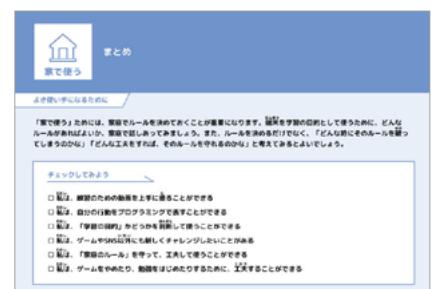 家で使う
まとめ
よき使い手になるために
「家で使う」ためには、家庭でルールを決めておくことが重要になります。端末を学習の目的として使うために、どんな
ルールがあればよいか、家庭で話しあってみましょう。また、ルールを決めるだけでなく、「どんな時にそのルールを破っ
てしまうのかな」「どんな工夫をすれば、そのルールを守れるのかな」と考えてみるとよいでしょう。
チェックしてみよう
□ 私は、練習のための動画を上手に撮ることができる
□ 私は、自分の行動をプログラミングで表すことができる
□ 私は、「学習の目的」かどうかを判断して使うことができる
□ 私は、ゲームやSNS以外にも新しくチャレンジしたいことがある
□ 私は、「家庭のルール」を守って、工夫して使うことができる
□ 私は、ゲームをやめたり、勉強をはじめたりするために、工夫することができる